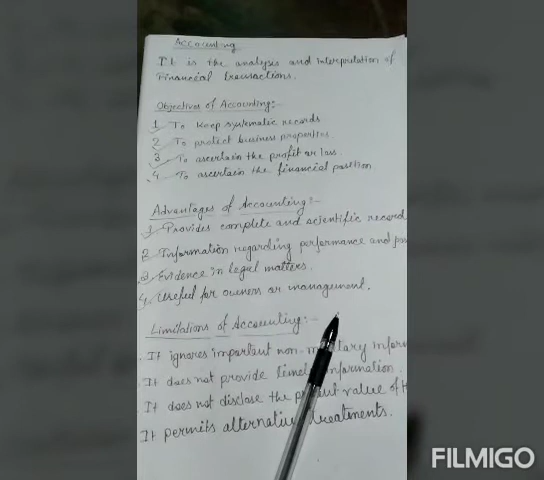 Accounting
It is the analysis and interpretation of
Financial transactions.
Objectives of Accounting:-
1 To keep systematic records
2 To protect business properties
3 To ascertain the profit or loss.
4 To ascertain the financial position
Advantages of Accounting:-
1 Provides complete and scientific record
2 Information regarding performance and
3 Evidence in legal matters.
4 Useful for owners or management.
Limitations of Accounting:-
. It ignores important
. It does not provide information.
. It does not disclose the value of
It permits alternative treatments.
FILMIGO